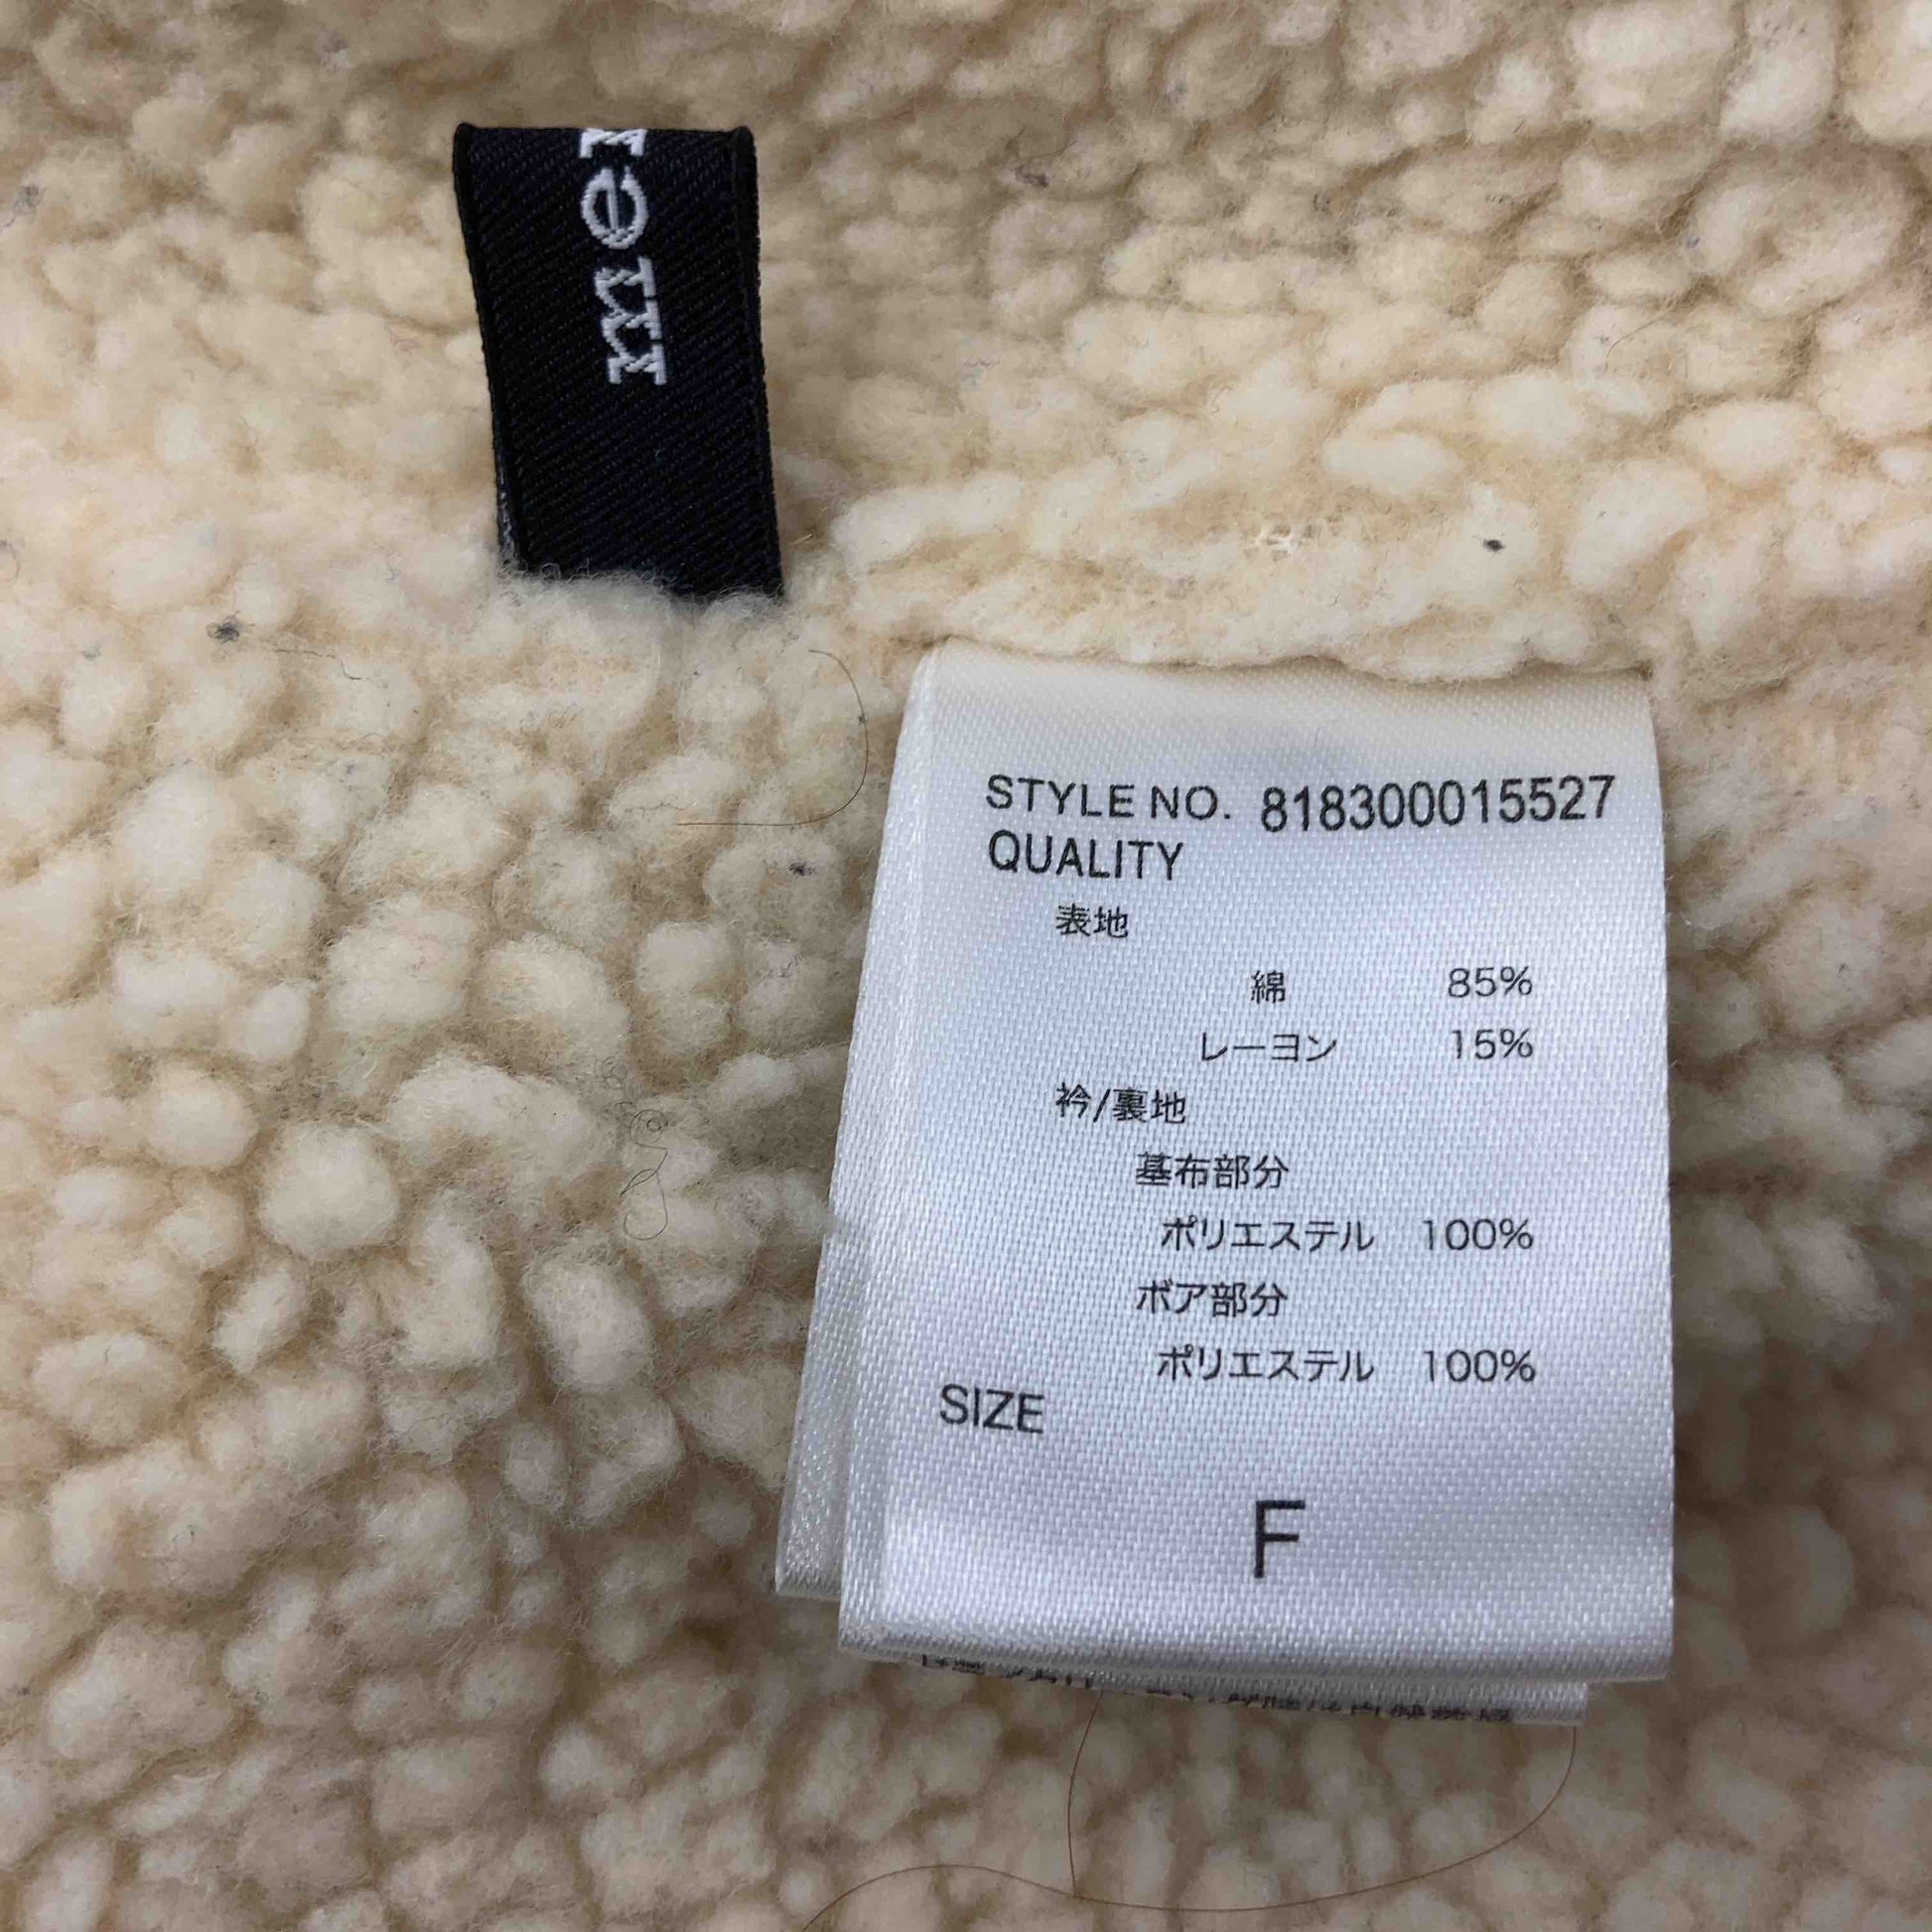 me
STYLE NO. 818300015527
QUALITY
表地
綿 85%
レーヨン 15%
衿/裏地
基布部分
ポリエステル 100%
ボア部分
ポリエステル 100%
SIZE
F